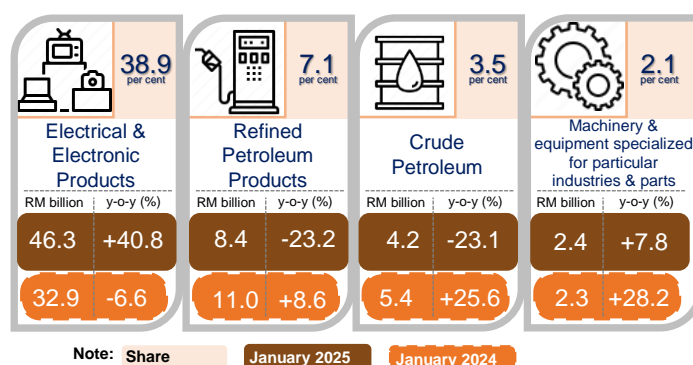 38.9
per cent
Electrical &
Electronic
Products
RM billion y-o-y (%)
46.3 +40.8
32.9 -6.6
7.1
per cent
Refined
Petroleum
Products
RM billion y-o-y (%)
8.4 -23.2
11.0 +8.6
3.5
per cent
Crude
Petroleum
RM billion y-o-y (%)
4.2 -23.1
5.4 +25.6
2.1
per cent
Machinery &
equipment specialized
for particular
industries & parts
RM billion y-o-y (%)
2.4 +7.8
2.3 +28.2
Note: Share January 2025 January 2024